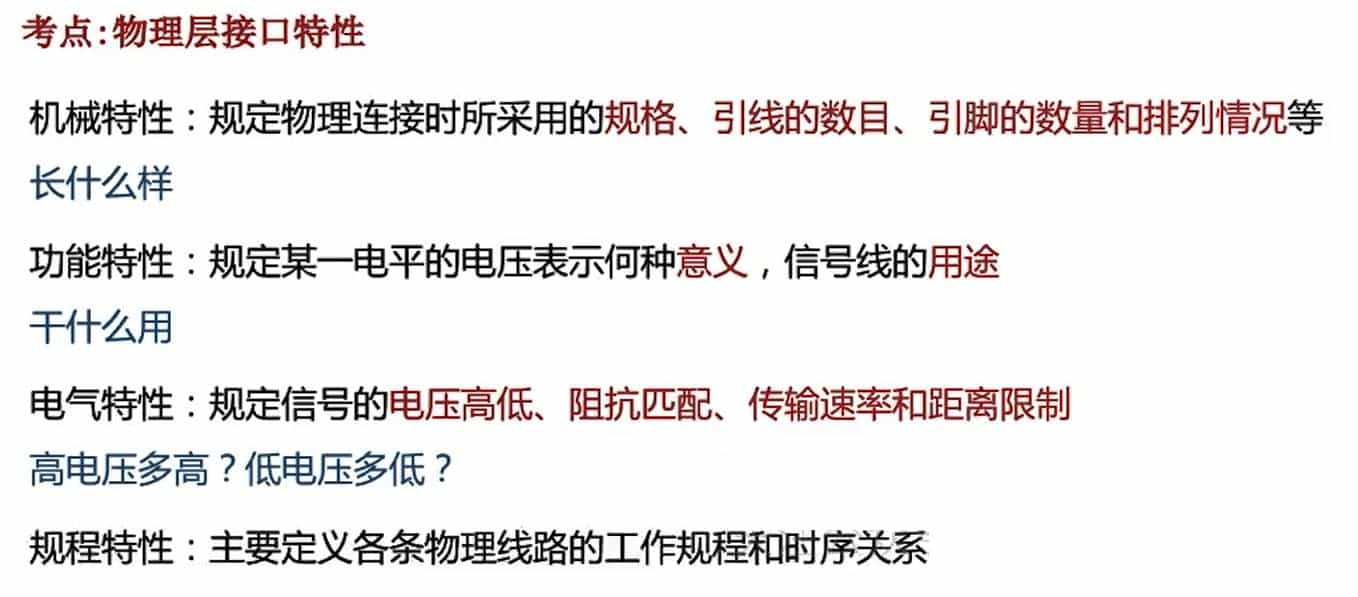 考点:物理层接口特性
机械特性：规定物理连接时所采用的规格、引线的数目、引脚的数量和排列情况等
长什么样
功能特性：规定某一电平的电压表示何种意义，信号线的用途
干什么用
电气特性：规定信号的电压高低、阻抗匹配、传输速率和距离限制
高电压多高？低电压多低？
规程特性：主要定义各条物理线路的工作规程和时序关系